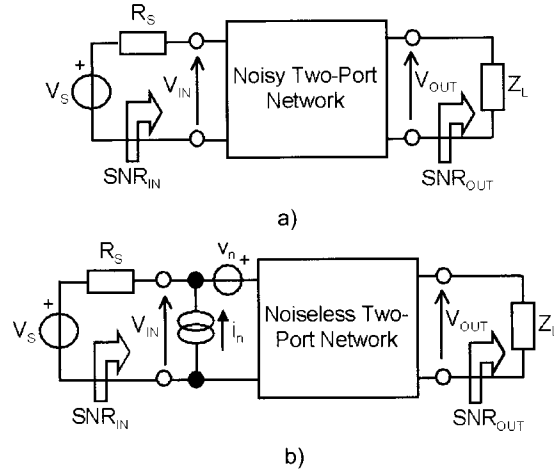 R_S
V_S
+
V_IN
SNR_IN
Noisy Two-Port
Network
V_OUT
Z_L
SNR_OUT
a)
R_S
v_n
+
V_S
+
V_IN
i_n
SNR_IN
Noiseless Two-
Port Network
V_OUT
Z_L
SNR_OUT
b)